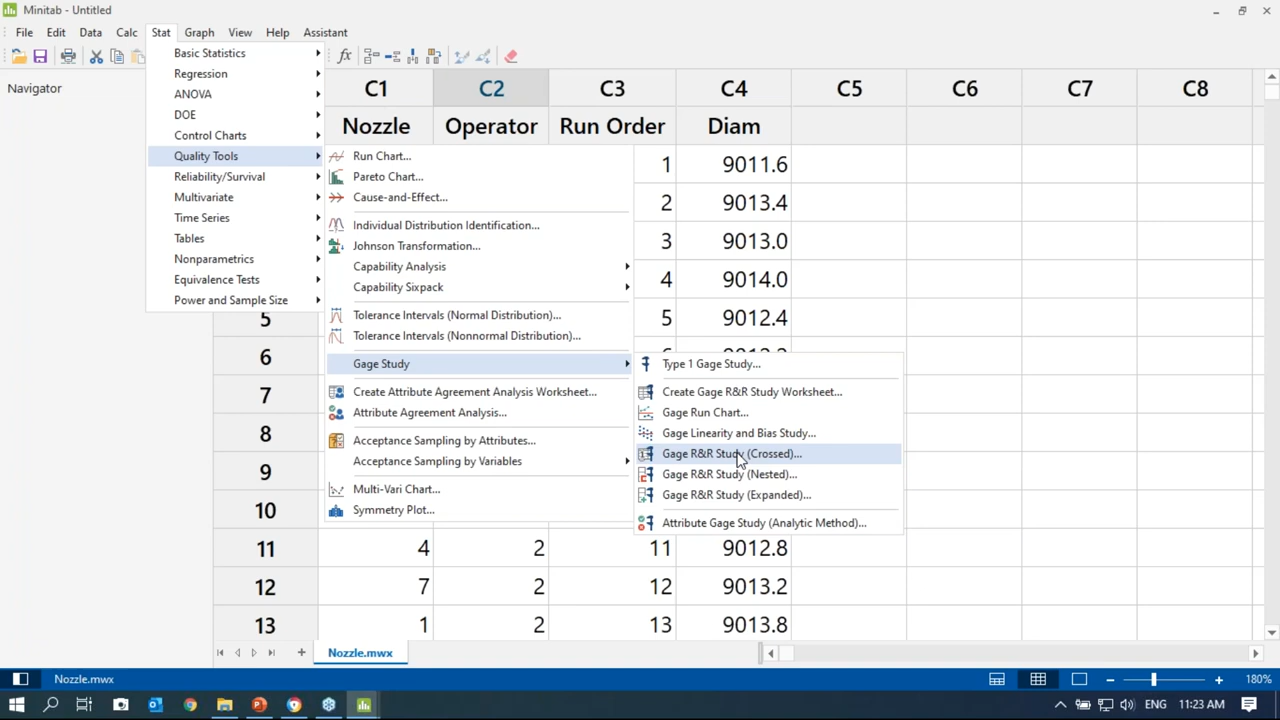 Minitab - Untitled
File Edit Data Calc Stat Graph View Help Assistant
Navigator
Basic Statistics
Regression
ANOVA
DOE
Control Charts
Quality Tools
Reliability/Survival
Multivariate
Time Series
Tables
Nonparametrics
Equivalence Tests
Power and Sample Size
Run Chart...
Pareto Chart...
Cause-and-Effect...
Individual Distribution Identification...
Johnson Transformation...
Capability Analysis
Capability Sixpack
Tolerance Intervals (Normal Distribution)...
Tolerance Intervals (Nonnormal Distribution)...
Gage Study
Create Attribute Agreement Analysis Worksheet...
Attribute Agreement Analysis...
Acceptance Sampling by Attributes...
Acceptance Sampling by Variables
Multi-Vari Chart...
Symmetry Plot...
Type 1 Gage Study...
Create Gage R&R Study Worksheet...
Gage Run Chart...
Gage Linearity and Bias Study...
Gage R&R Study (Crossed)...
Gage R&R Study (Nested)...
Gage R&R Study (Expanded)...
Attribute Gage Study (Analytic Method)...
C1 C2 C3 C4 C5 C6 C7 C8
Nozzle Operator Run Order Diam
1 9011.6
2 9013.4
3 9013.0
4 9014.0
5 5 9012.4
6
7
8
9
10
11 4 2 11 9012.8
12 7 2 12 9013.2
13 1 2 13 9013.8
Nozzle.mwx
Nozzle.mwx 180%
ENG 11:23 AM